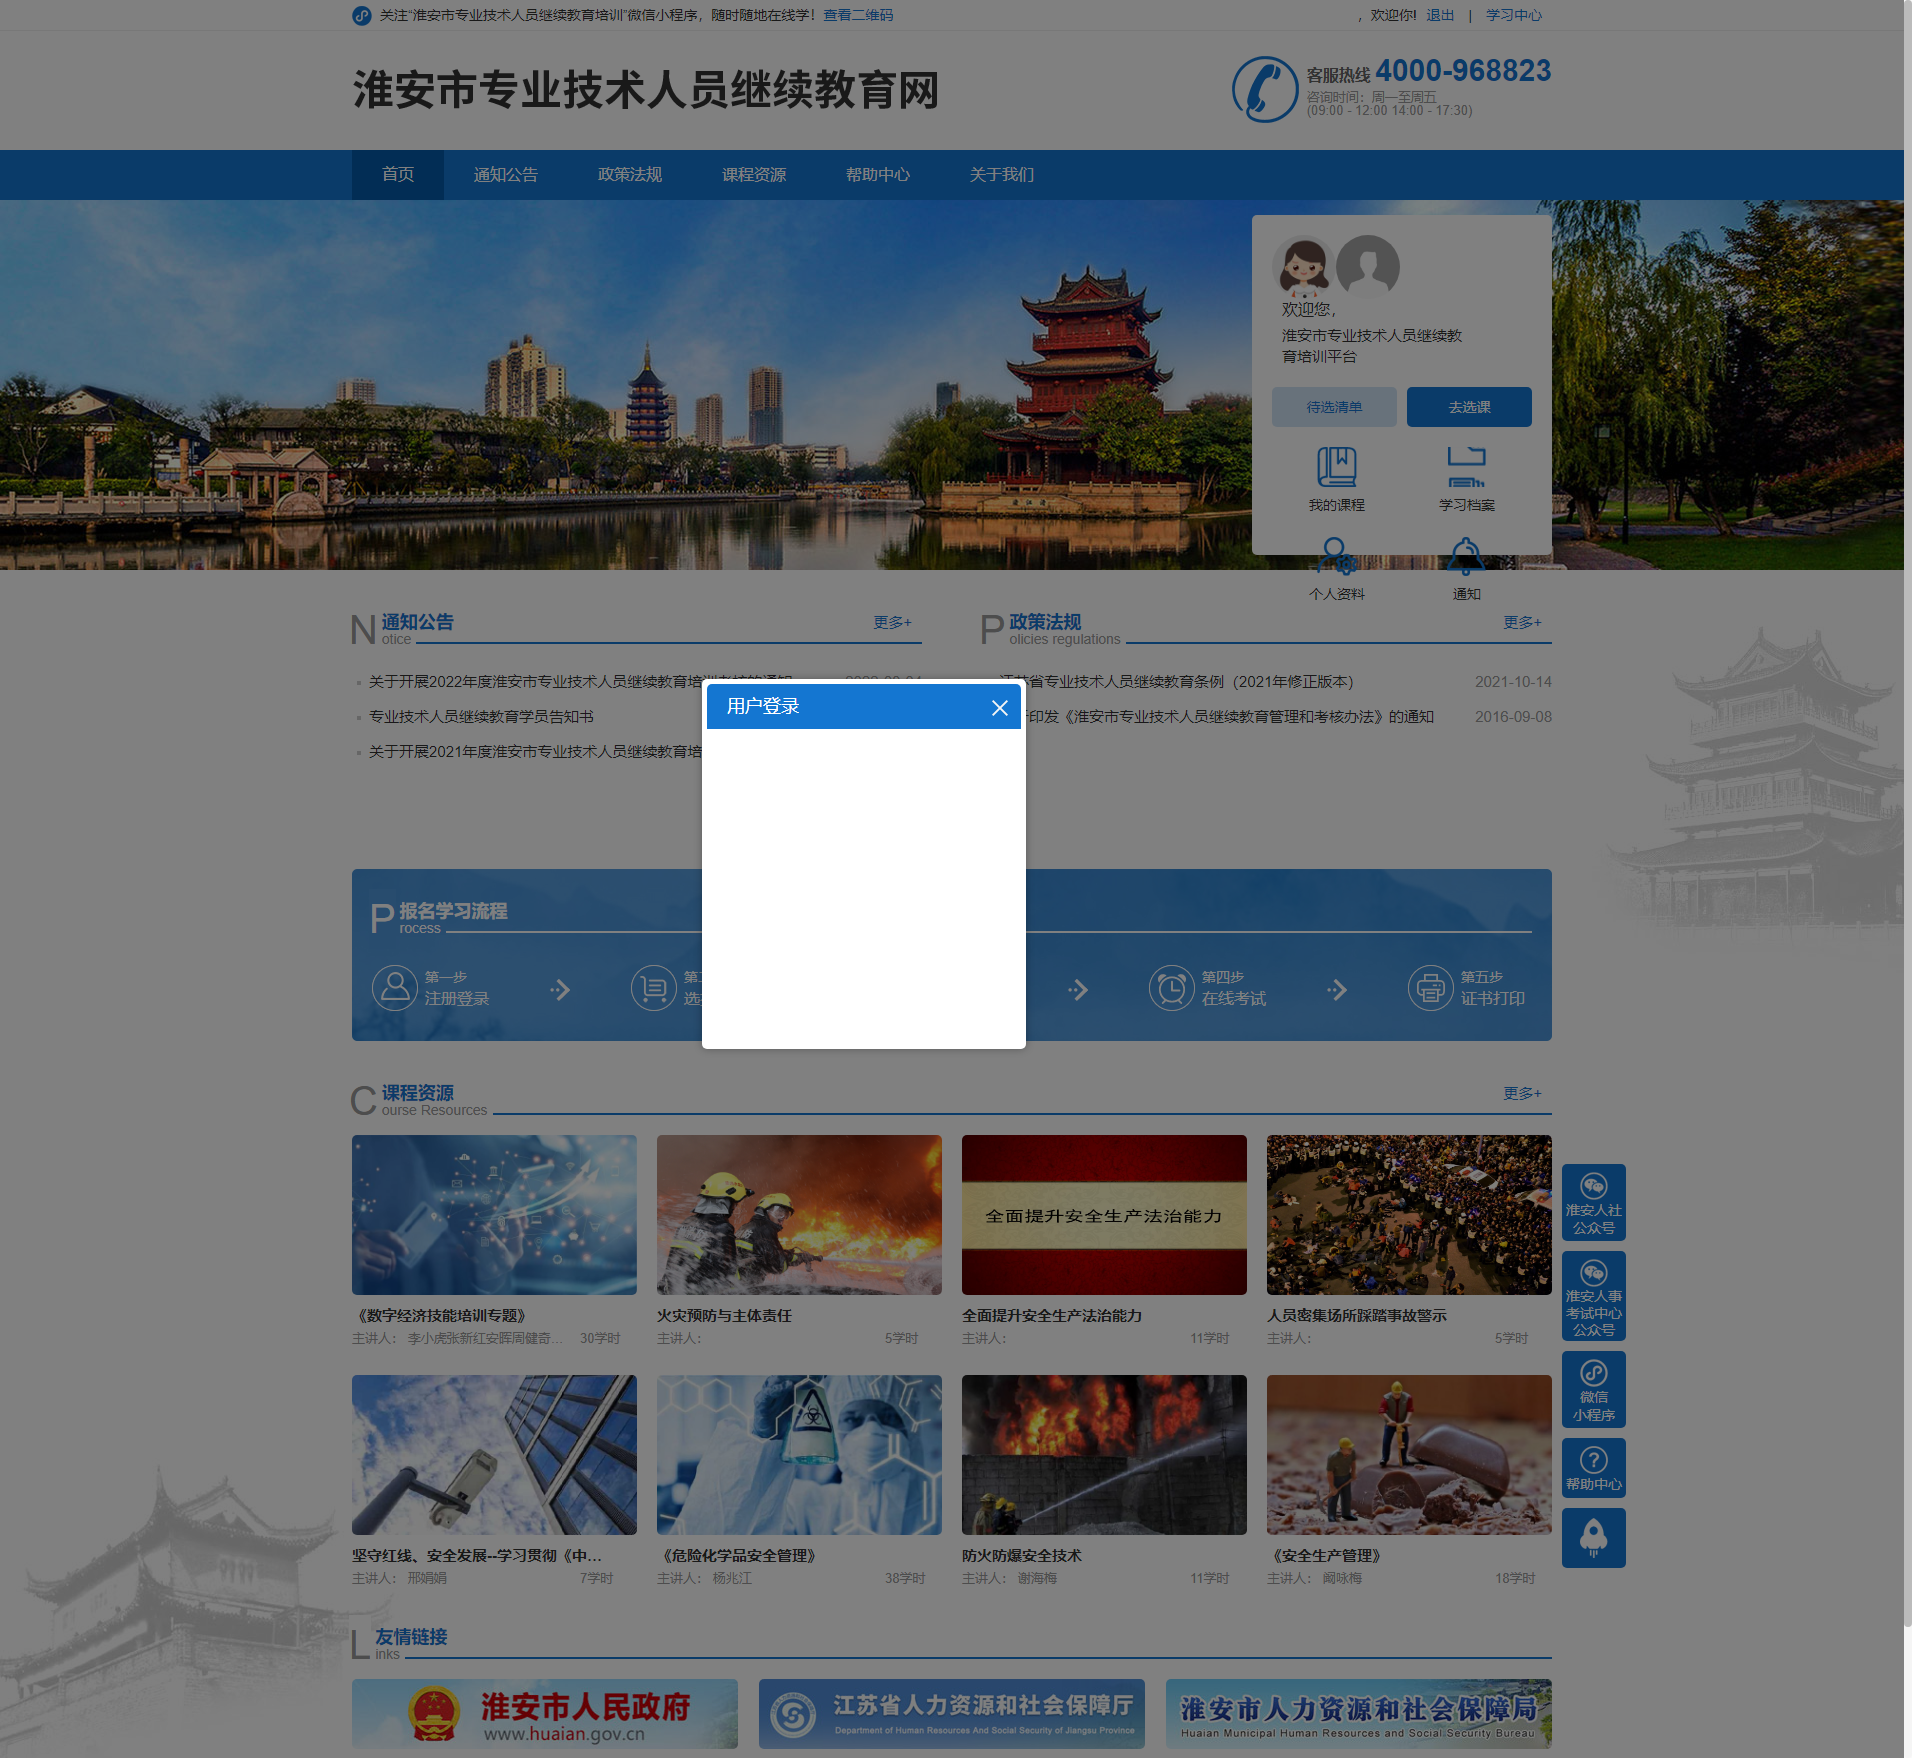 关注“淮安市专业技术人员继续教育培训”微信小程序，随时随地在线学！查看二维码
，欢迎你! 退出 | 学习中心
淮安市专业技术人员继续教育网
客服热线 4000-968823
咨询时间：周一至周五
(09:00 - 12:00 14:00 - 17:30)
首页 通知公告 政策法规 课程资源 帮助中心 关于我们
欢迎您，
淮安市专业技术人员继续教
育培训平台
待选清单 去选课
我的课程 学习档案
个人资料 通知
通知公告 更多+
Notice
关于开展2022年度淮安市专业技术人员继续教育培
专业技术人员继续教育学员告知书
关于开展2021年度淮安市专业技术人员继续教育培
政策法规 更多+
Policies regulations
省专业技术人员继续教育条例（2021年修正版本） 2021-10-14
印发《淮安市专业技术人员继续教育管理和考核办法》的通知 2016-09-08
用户登录
报名学习流程
Process
第一步
注册登录
第
选
第四步
在线考试
第五步
证书打印
课程资源 更多+
Course Resources
全面提升安全生产法治能力
《数字经济技能培训专题》
主讲人： 李小虎张新红安晖周健奇... 30学时
火灾预防与主体责任
主讲人： 5学时
全面提升安全生产法治能力
主讲人： 11学时
人员密集场所踩踏事故警示
主讲人： 5学时
坚守红线、安全发展--学习贯彻《中...
主讲人： 邢娟娟 7学时
《危险化学品安全管理》
主讲人： 杨兆江 38学时
防火防爆安全技术
主讲人： 谢海梅 11学时
《安全生产管理》
主讲人： 阚咏梅 18学时
淮安人社
公众号
淮安人事
考试中心
公众号
微信
小程序
帮助中心
友情链接
Links
淮安市人民政府
www.huaian.gov.cn
江苏省人力资源和社会保障厅
Department of Human Resources And Social Security of Jiangsu Province
淮安市人力资源和社会保障局
Huaian Municipal Human Resources and Social Security Bureau